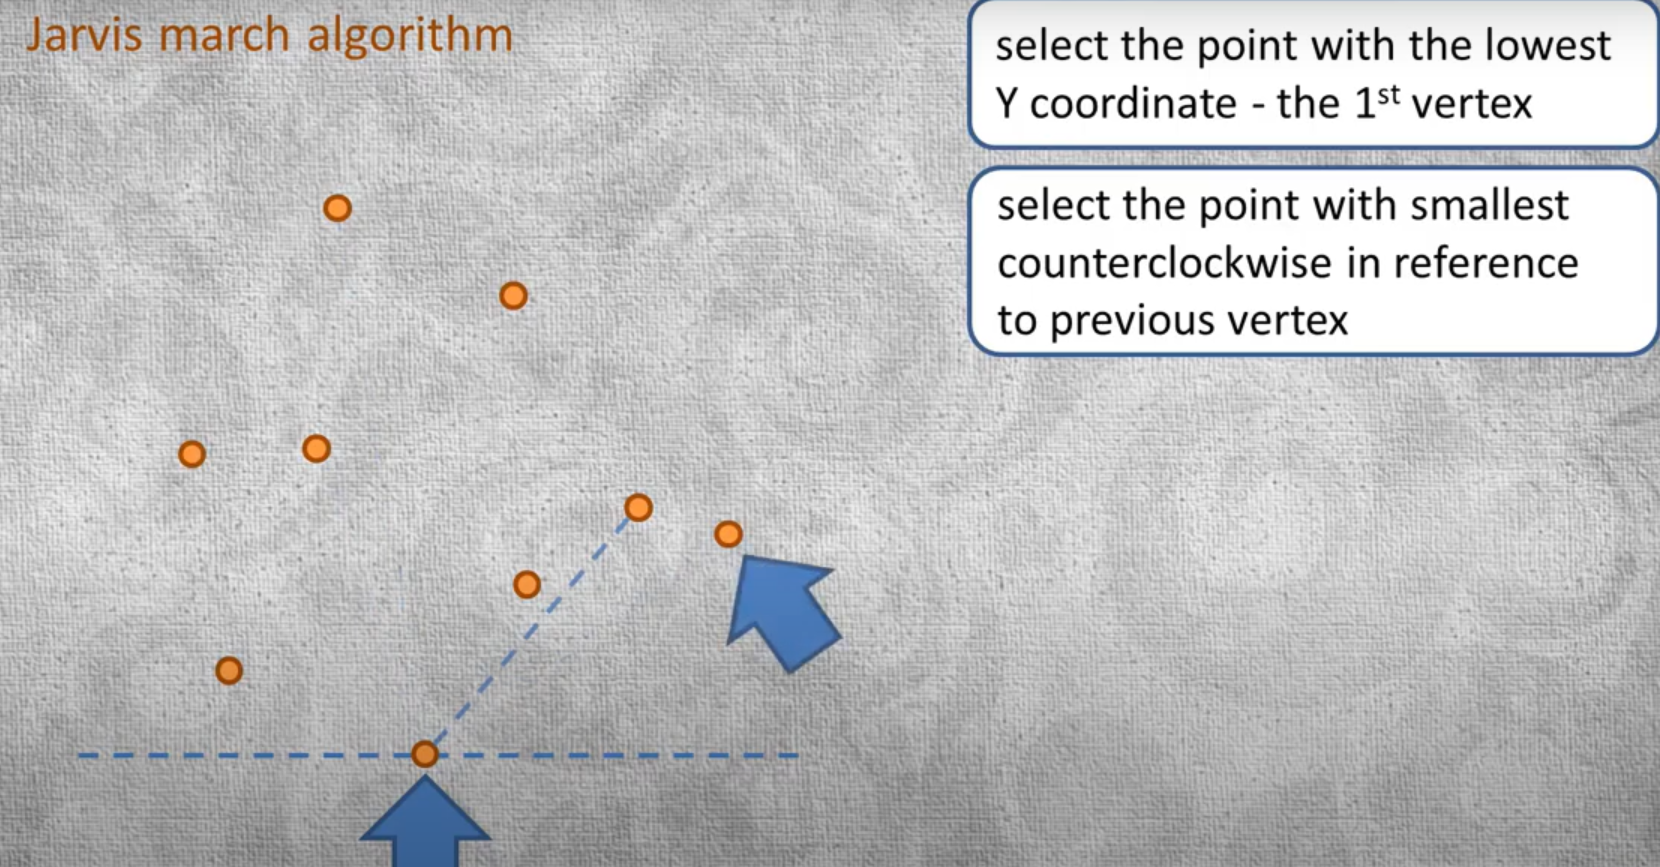 Jarvis march algorithm
select the point with the lowest
Y coordinate - the 1st vertex
select the point with smallest
counterclockwise in reference
to previous vertex